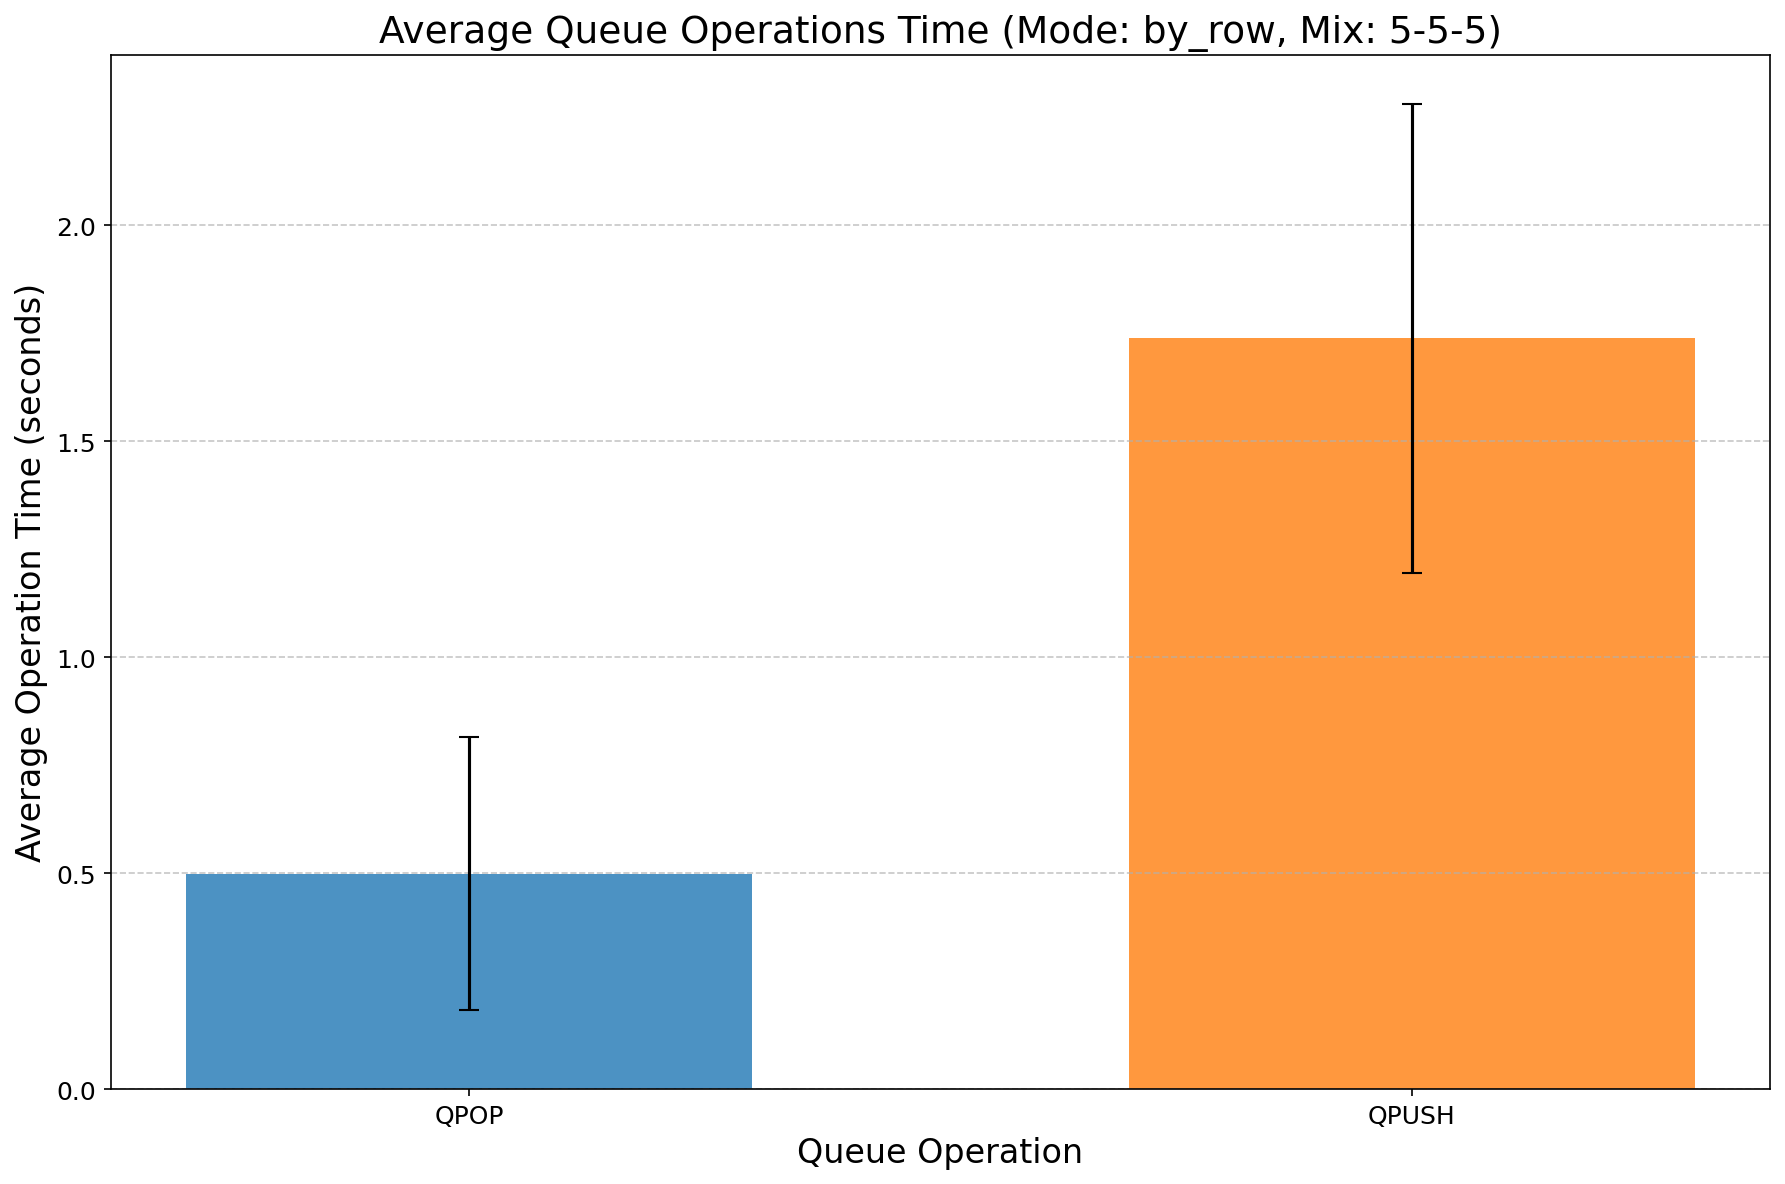 Average Queue Operations Time (Mode: by_row, Mix: 5-5-5)
Average Operation Time (seconds)
2.0
1.5
1.0
0.5
0.0
QPOP
QPUSH
Queue Operation